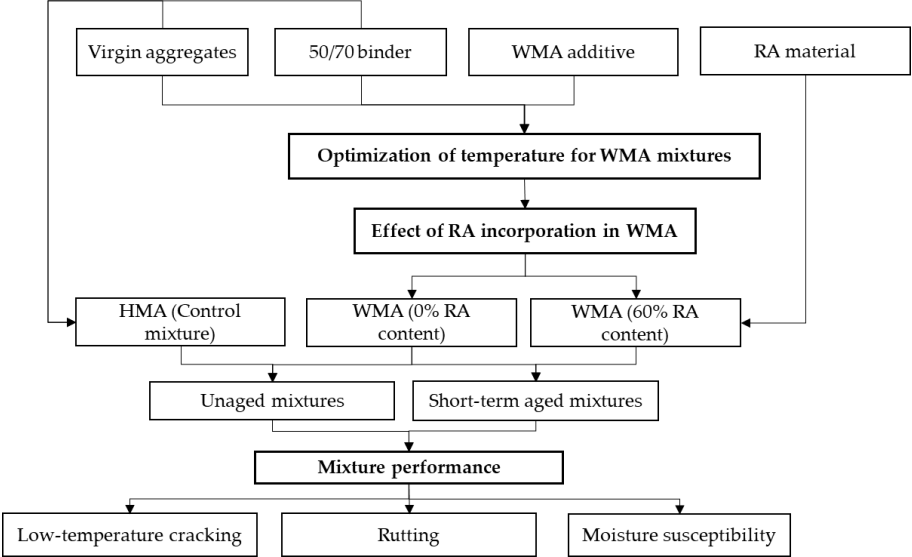 Virgin aggregates
50/70 binder
WMA additive
RA material
Optimization of temperature for WMA mixtures
Effect of RA incorporation in WMA
HMA (Control
mixture)
WMA (0% RA
content)
WMA (60% RA
content)
Unaged mixtures
Short-term aged mixtures
Mixture performance
Low-temperature cracking
Rutting
Moisture susceptibility